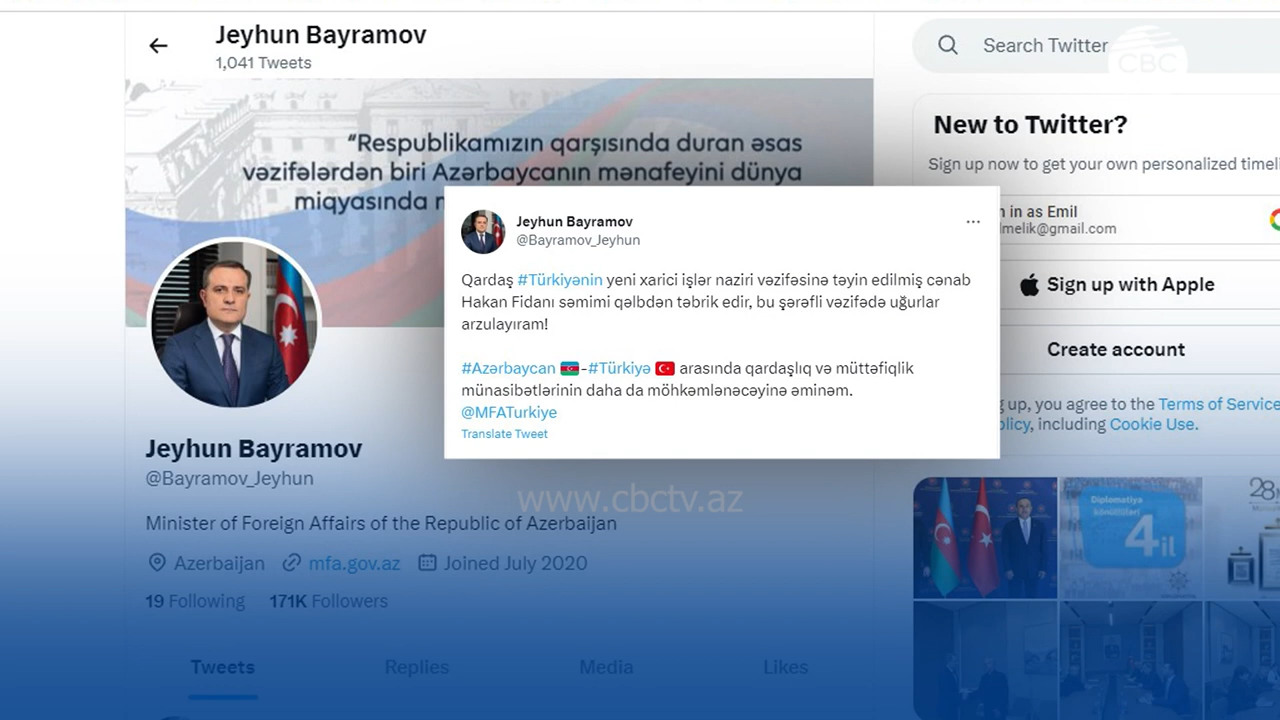 Jeyhun Bayramov
1,041 Tweets
Search Twitter
CBC
"Respublikamızın qarşısında duran əsas
vəzifələrdən biri Azərbaycanın mənafeyini dünya
miqyasında
New to Twitter?
Sign up now to get your own personalized
in as Emil
lmelik@gmail.com
Sign up with Apple
Create account
up, you agree to the Terms of Service
including Cookie Use.
Jeyhun Bayramov
@Bayramov_Jeyhun
Qardaş #Türkiyənin yeni xarici işlər naziri vəzifəsinə təyin edilmiş cənab
Hakan Fidanı səmimi qəlbdən təbrik edir, bu şərəfli vəzifədə uğurlar
arzulayıram!
#Azərbaycan 🇦🇿-#Türkiyə 🇹🇷 arasında qardaşlıq və müttəfiqlik
münasibətlərinin daha da möhkəmlənəcəyinə əminəm.
@MFATurkiye
Translate Tweet
Jeyhun Bayramov
@Bayramov_Jeyhun
www.cbctv.az
Minister of Foreign Affairs of the Republic of Azerbaijan
Azerbaijan mfa.gov.az Joined July 2020
19 Following 171K Followers
Tweets Replies Media Likes
Diplomatiya
könüllüləri
4il
28